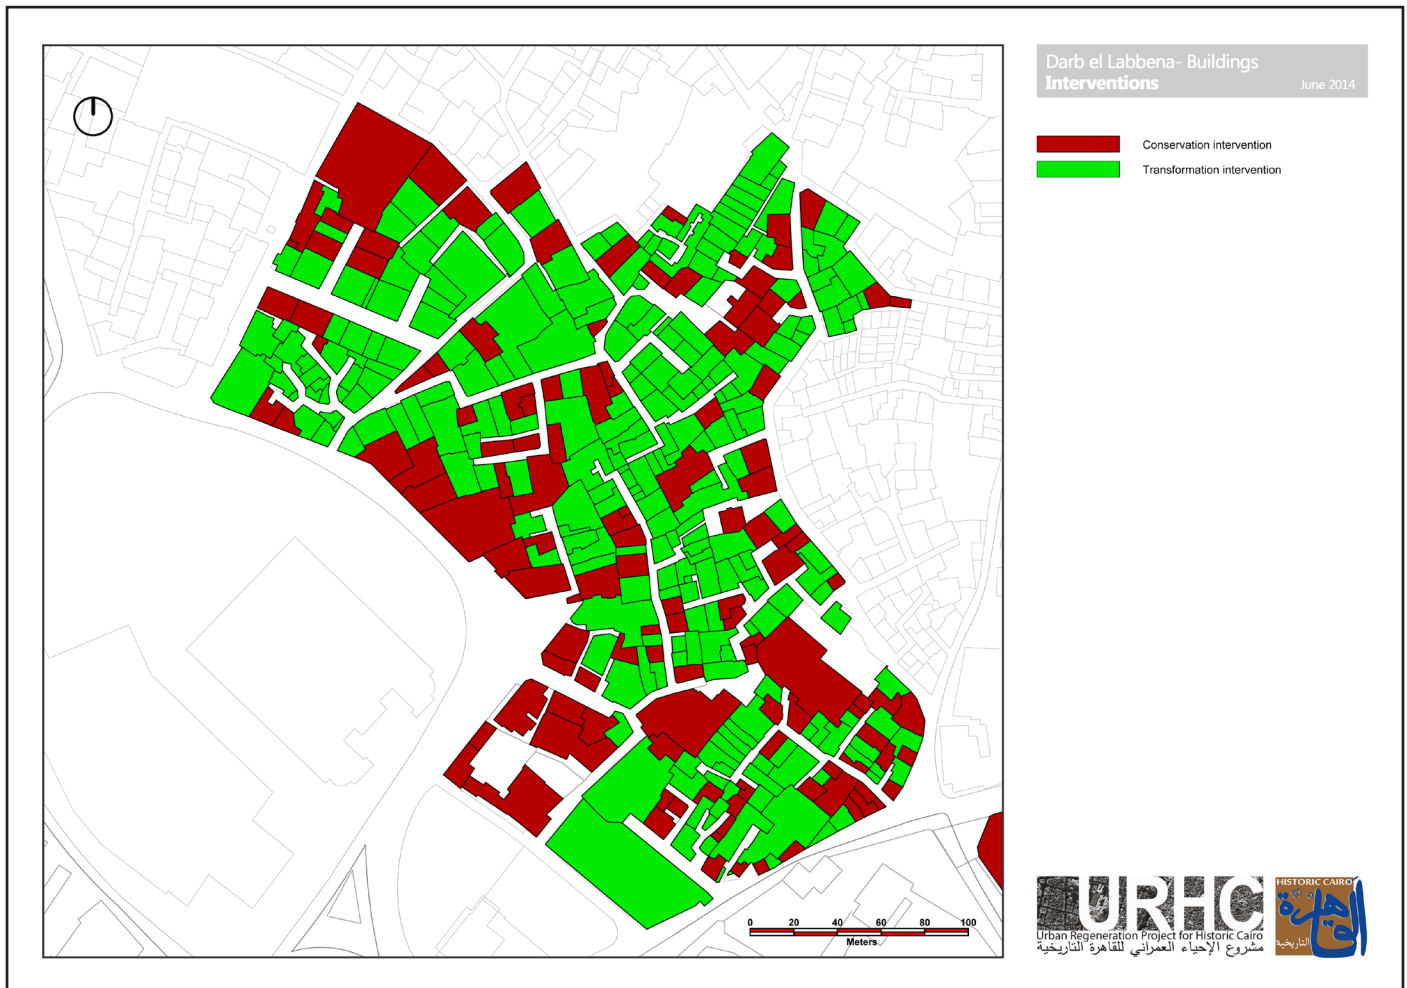 Darb el Labbena- Buildings
Interventions June 2014
Conservation intervention
Transformation intervention
0 20 40 60 80 100
Meters
URHC
Urban Regeneration Project for Historic Cairo
مشروع الإحياء العمراني للقاهرة التاريخية
HISTORIC CAIRO
القاهرة
التاريخية